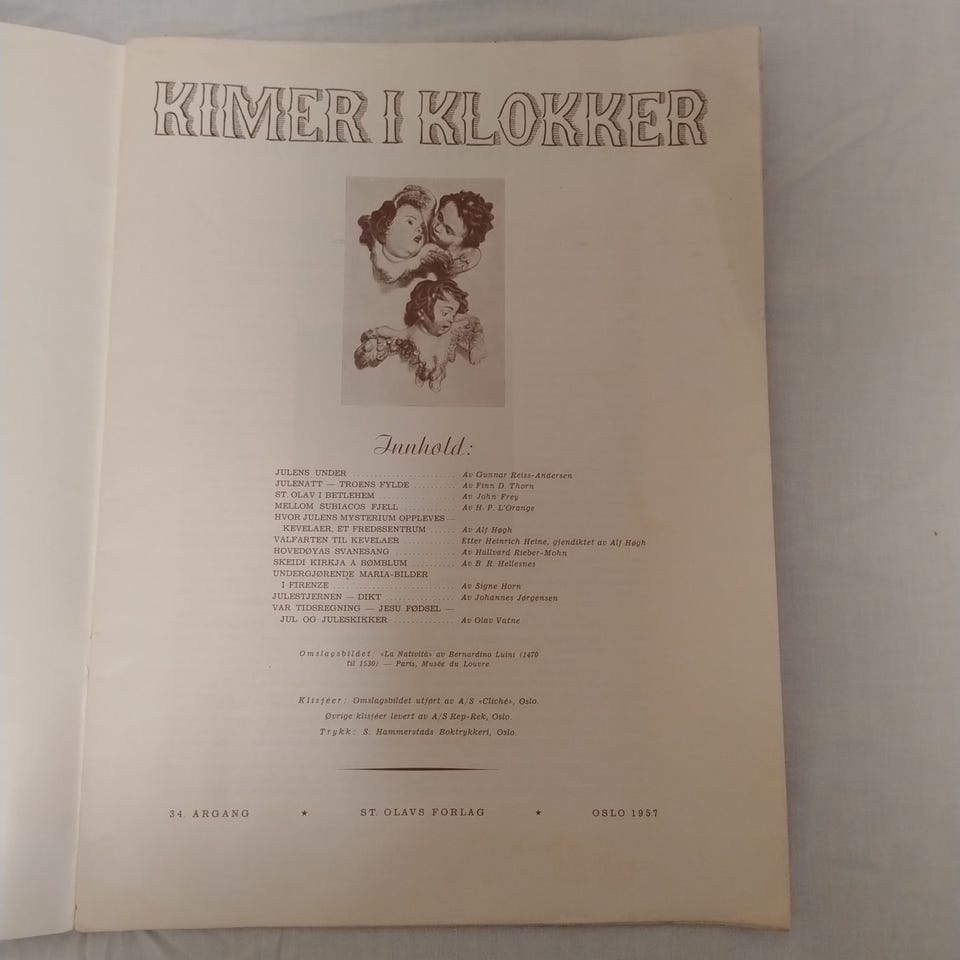 KIMER I KLOKKER
Innhold:
JULENS UNDER ........................ Av Gunnar Reiss-Andersen
JULENATT — TROENS FYLDE .......... Av Finn D. Thorn
ST. OLAV I BETLEHEM .................. Av John Frey
MELLOM SUBIACOS FJELL ............. Av H. P. L'Orange
HVOR JULENS MYSTERIUM OPPLEVES —
KEVELAER, ET FREDSSENTRUM ...... Av Alf Høgh
VALFARTEN TIL KEVELAER ............ Etter Heinrich Heine, gjendiktet av Alf Høgh
HOVEDØYAS SVANESANG .............. Av Hallvard Rieber-Mohn
SKEIDI KIRKJA A BØMBLUM ........... Av B. R. Hellesnes
UNDERGJØRENDE MARIA-BILDER
I FIRENZE ............................ Av Signe Horn
JULESTJERNEN — DIKT ................ Av Johannes Jørgensen
VAR TIDSREGNING — JESU FØDSEL —
JUL OG JULESKIKKER ............... Av Olav Vatne
Omslagsbildet: «La Nativitá» av Bernardino Luini (1470
til 1530) — Paris, Musée du Louvre
Klisjéer: Omslagsbildet utført av A/S «Cliché», Oslo.
Øvrige klisjéer levert av A/S Rep-Rek, Oslo.
Trykk: S. Hammerstads Boktrykkeri, Oslo.
34. ARGANG ★ ST. OLAVS FORLAG ★ OSLO 1957